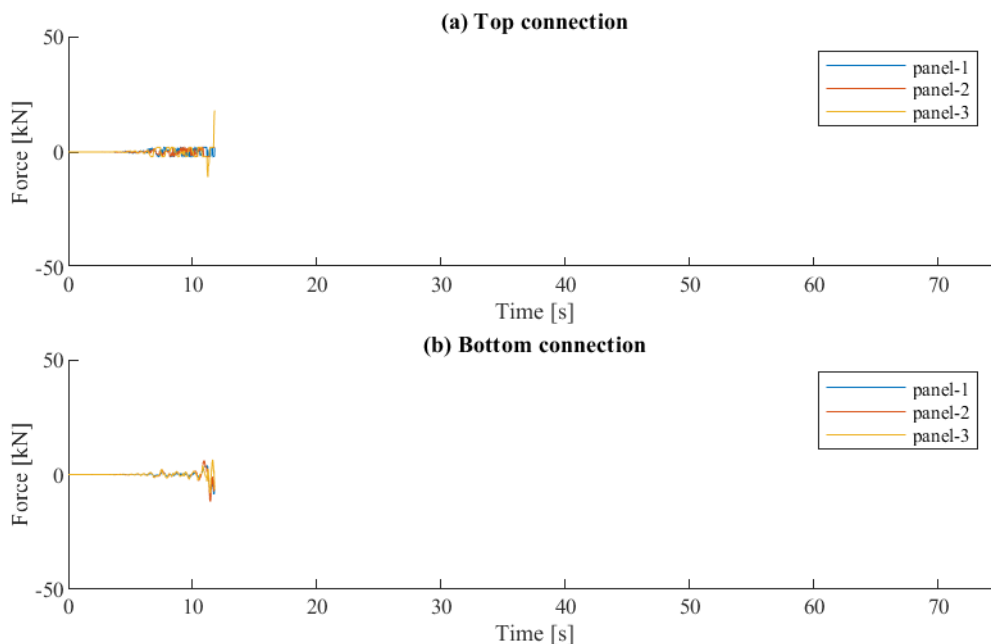 (a) Top connection
50
0
-50
Force [kN]
panel-1
panel-2
panel-3
0 10 20 30 40 50 60 70
Time [s]
(b) Bottom connection
50
0
-50
Force [kN]
panel-1
panel-2
panel-3
0 10 20 30 40 50 60 70
Time [s]